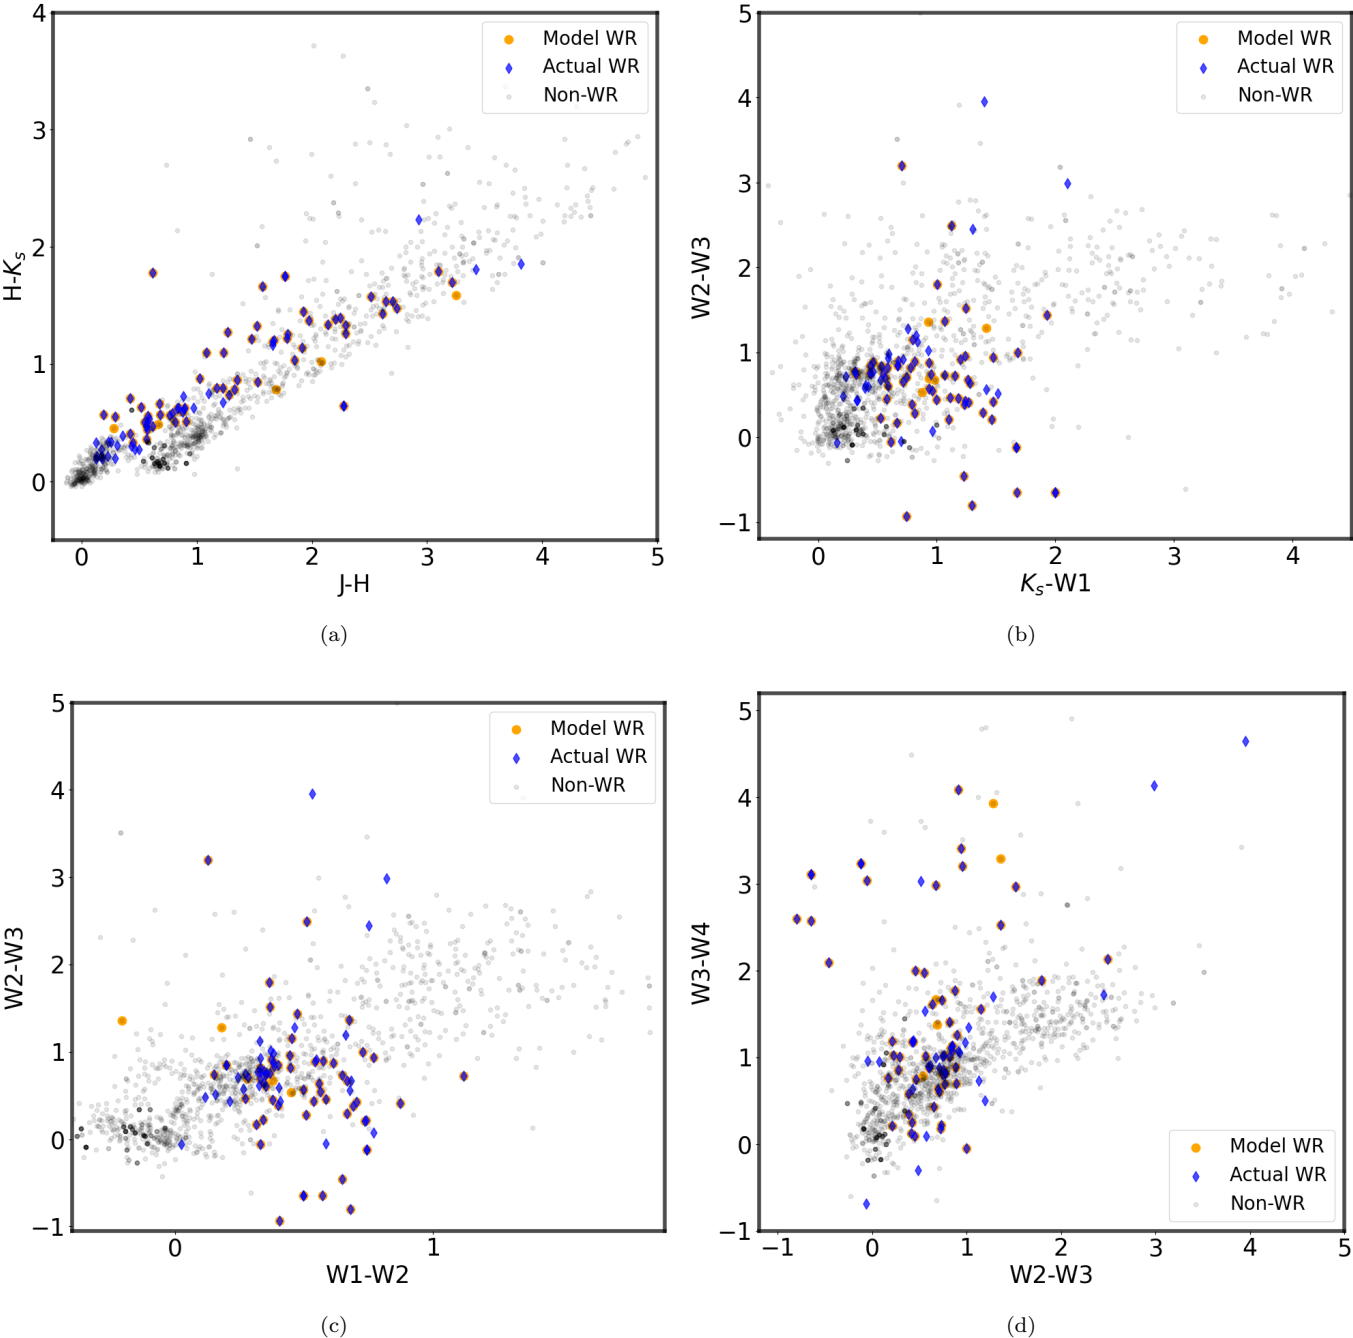 4
3
2
1
0
H-Ks
0 1 2 3 4 5
J-H
Model WR
Actual WR
Non-WR
(a)
5
4
3
2
1
0
−1
W2-W3
0 1 2 3 4
Ks-W1
Model WR
Actual WR
Non-WR
(b)
5
4
3
2
1
0
−1
W2-W3
0 1
W1-W2
Model WR
Actual WR
Non-WR
(c)
5
4
3
2
1
0
−1
W3-W4
−1 0 1 2 3 4 5
W2-W3
Model WR
Actual WR
Non-WR
(d)